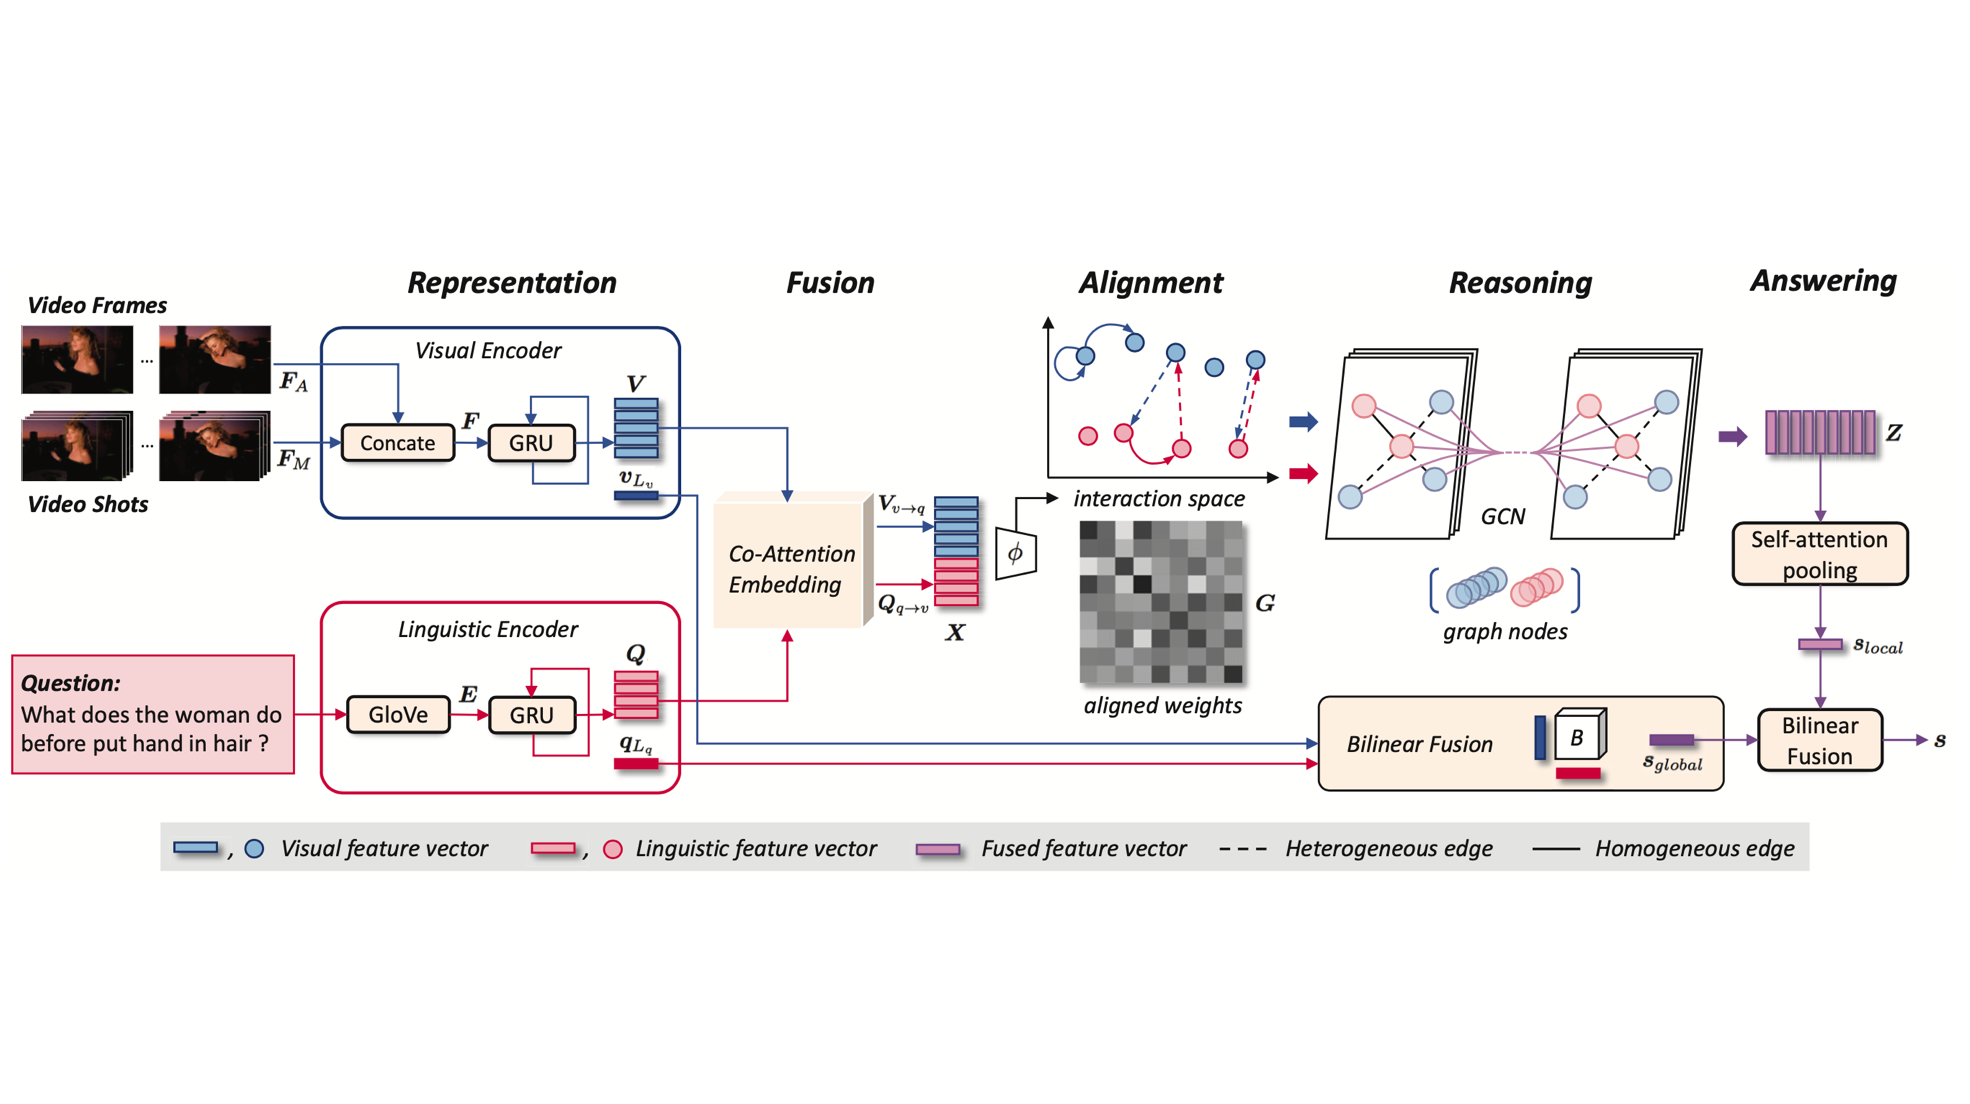 Representation
Fusion
Alignment
Reasoning
Answering
Video Frames
...
F_A
...
F_M
Video Shots
Visual Encoder
Concate
F
GRU
V
v_{L_v}
Question:
What does the woman do
before put hand in hair ?
Linguistic Encoder
GloVe
E
GRU
Q
q_{L_q}
Co-Attention
Embedding
V_{v→q}
Q_{q→v}
X
ϕ
interaction space
G
aligned weights
GCN
graph nodes
Z
Self-attention
pooling
s_{local}
Bilinear Fusion
B
s_{global}
Bilinear
Fusion
s
, Visual feature vector
, Linguistic feature vector
Fused feature vector
Heterogeneous edge
Homogeneous edge